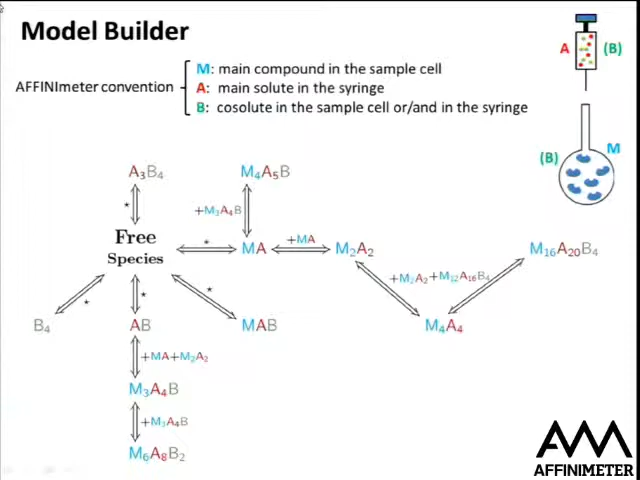 Model Builder
AFFINImeter convention
M: main compound in the sample cell
A: main solute in the syringe
B: cosolute in the sample cell or/and in the syringe
A (B)
(B) M
A₃B₄ M₄A₅B
* +M₃A₄B
Free Species * MA +MA M₂A₂ M₁₆A₂₀B₄
+M₂A₂ +M₁₂A₁₆B₄
* * *
B₄ AB MAB M₄A₄
+MA+M₂A₂
M₃A₄B
+M₃A₄B
M₆A₈B₂
AFFINIMETER